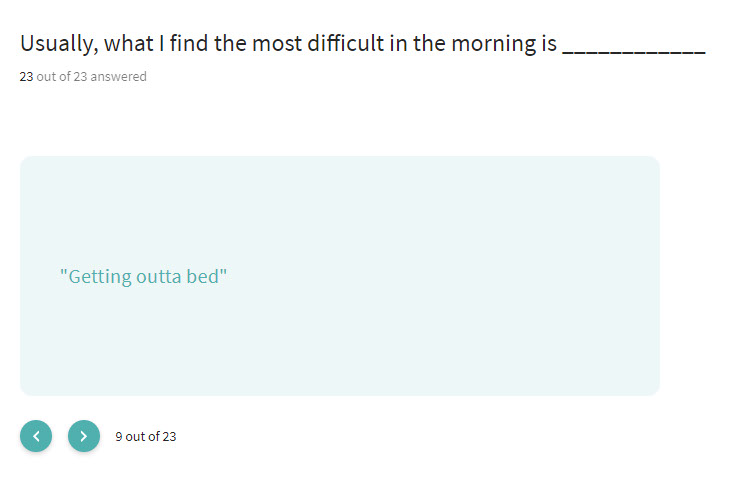 Usually, what I find the most difficult in the morning is ____________
23 out of 23 answered
"Getting outta bed"
9 out of 23